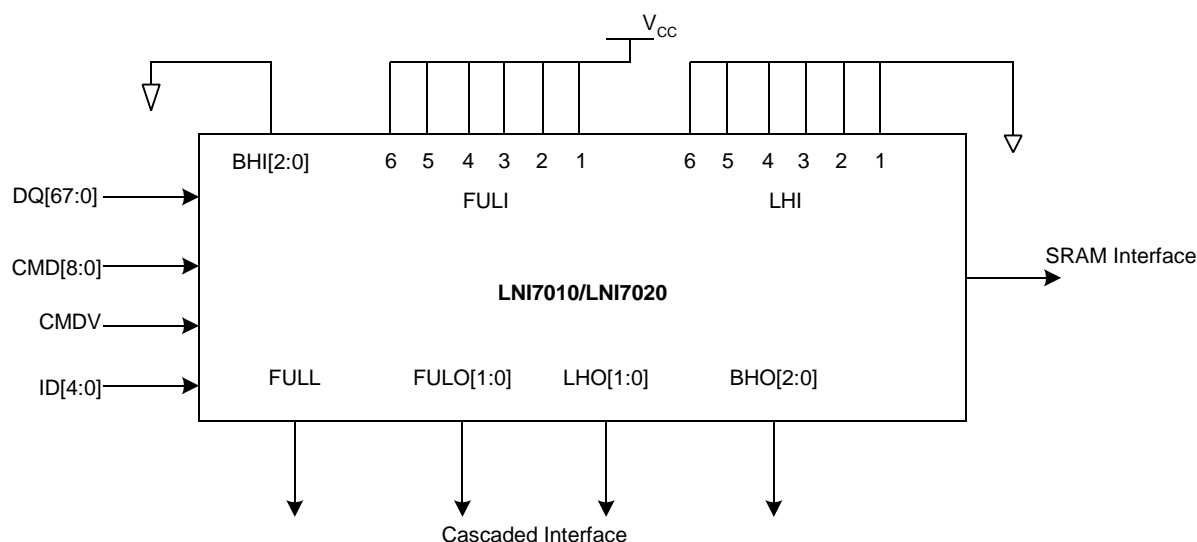 VCC
BHI[2:0] 6 5 4 3 2 1 6 5 4 3 2 1
DQ[67:0]
FULI LHI
CMD[8:0]
SRAM Interface
LNI7010/LNI7020
CMDV
ID[4:0]
FULL FULO[1:0] LHO[1:0] BHO[2:0]
Cascaded Interface